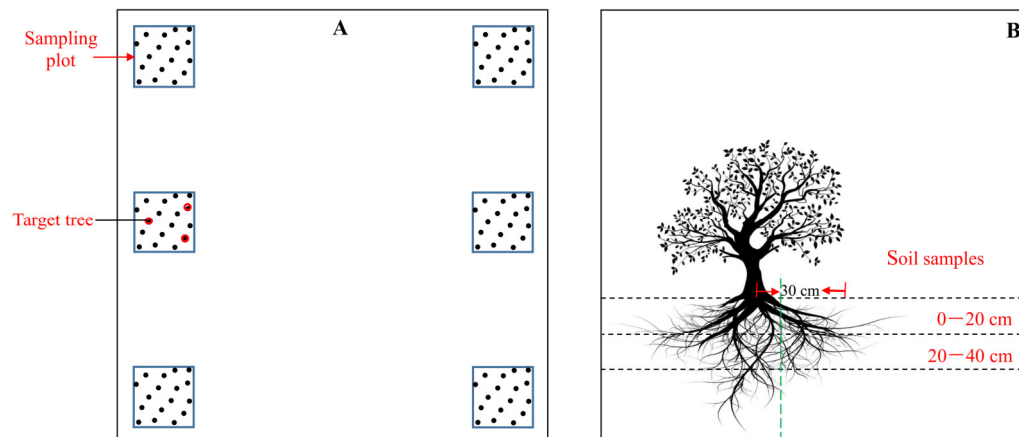 A
Sampling
plot
Target tree
B
Soil samples
30 cm
0—20 cm
20—40 cm